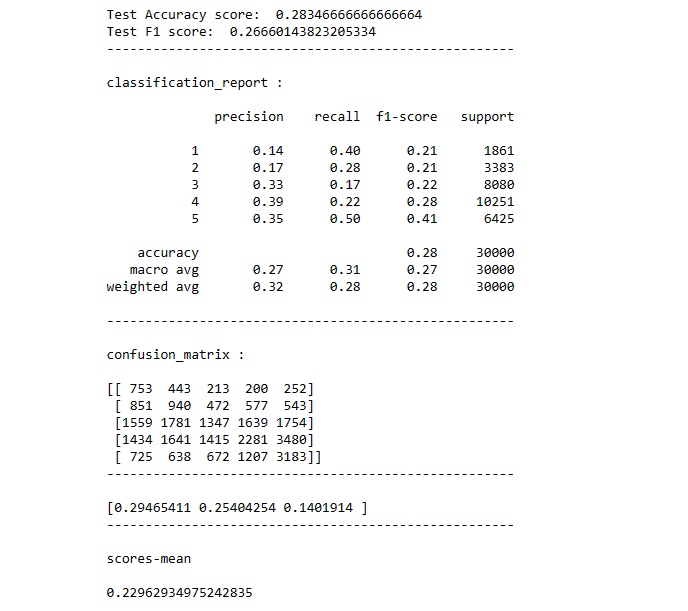 Test Accuracy score:  0.28346666666666664
Test F1 score:  0.26660143823205334
-----------------------------------------------------
classification_report :
              precision    recall  f1-score   support
           1       0.14      0.40      0.21      1861
           2       0.17      0.28      0.21      3383
           3       0.33      0.17      0.22      8080
           4       0.39      0.22      0.28     10251
           5       0.35      0.50      0.41      6425
    accuracy                           0.28     30000
   macro avg       0.27      0.31      0.27     30000
weighted avg       0.32      0.28      0.28     30000
-----------------------------------------------------
confusion_matrix :
[[ 753  443  213  200  252]
 [ 851  940  472  577  543]
 [1559 1781 1347 1639 1754]
 [1434 1641 1415 2281 3480]
 [ 725  638  672 1207 3183]]
-----------------------------------------------------
[0.29465411 0.25404254 0.1401914 ]
-----------------------------------------------------
scores-mean
0.22962934975242835